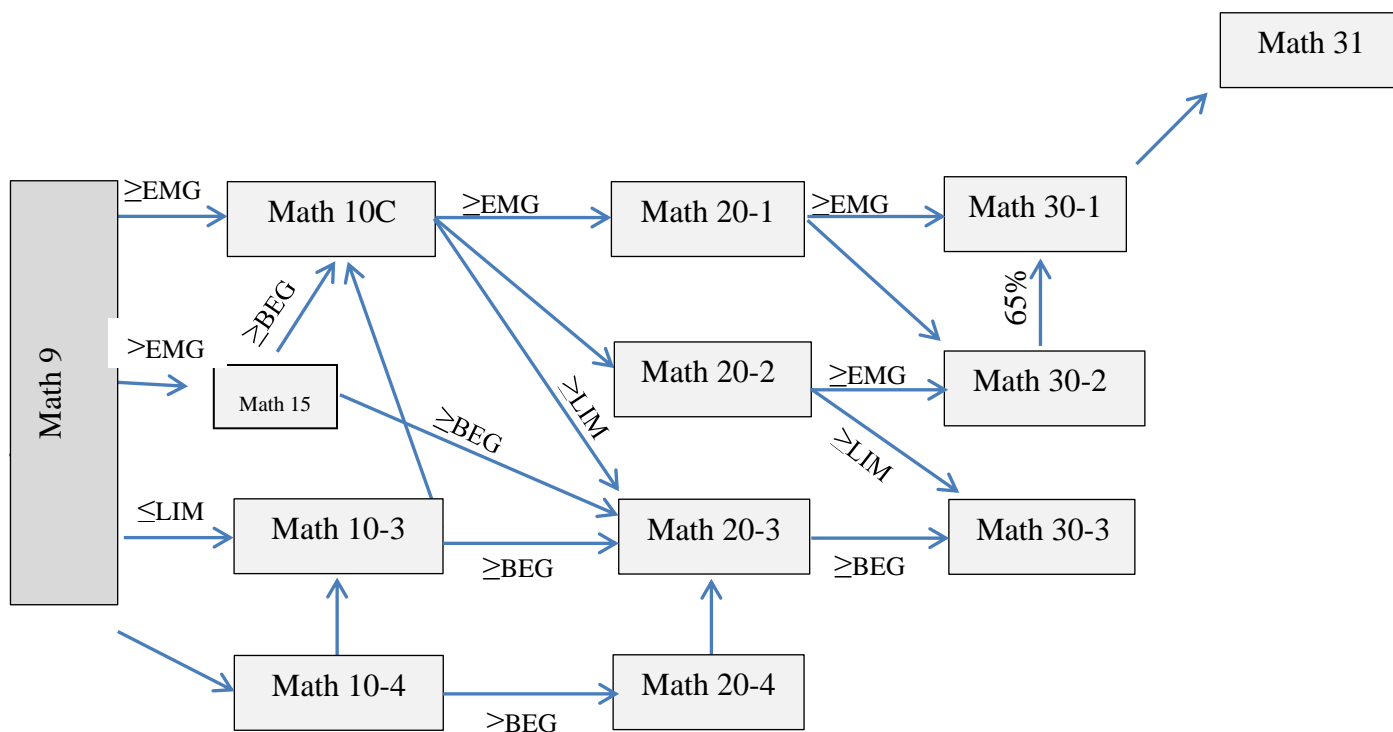 Math 31
≥EMG
Math 10C
≥EMG
Math 20-1
≥EMG
Math 30-1
≥BEG
65%
Math 9
>EMG
Math 15
≥BEG
≥LIM
Math 20-2
≥EMG
Math 30-2
≥LIM
≤LIM
Math 10-3
≥BEG
Math 20-3
≥BEG
Math 30-3
Math 10-4
>BEG
Math 20-4